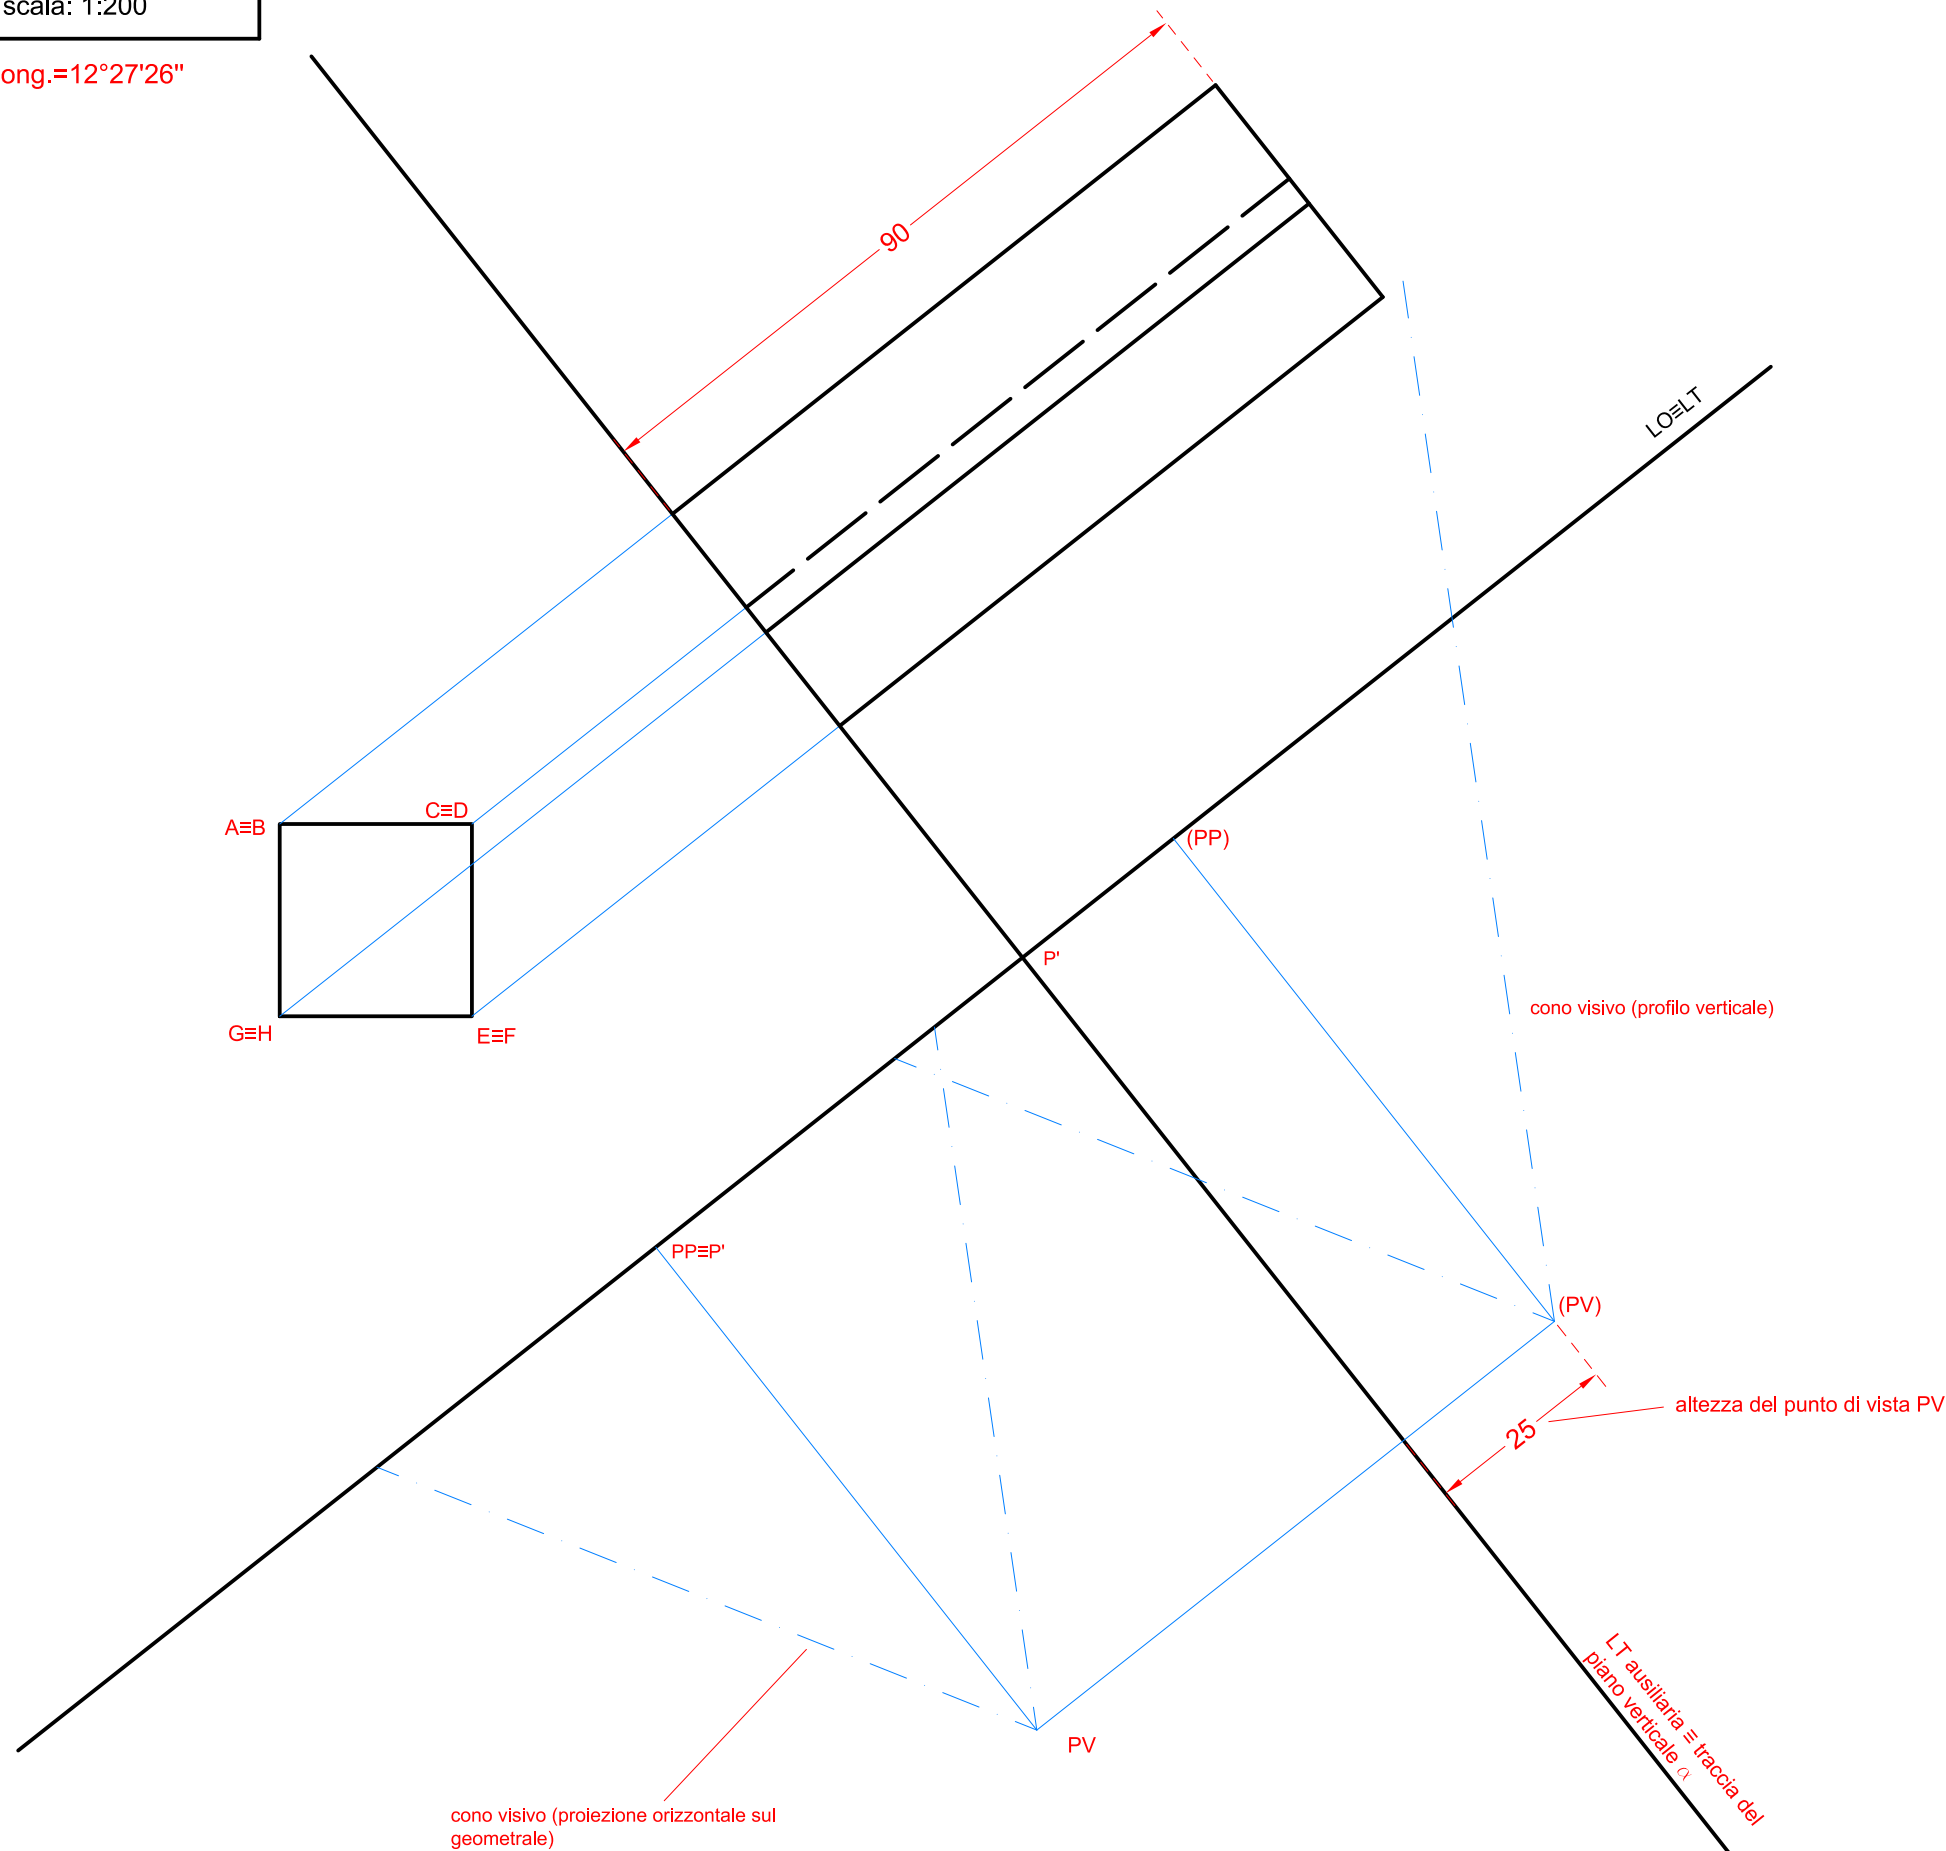 scala: 1:200
ong.=12°27'26"
90
LO≡LT
A≡B
C≡D
(PP)
P'
cono visivo (profilo verticale)
G≡H
E≡F
PP≡P'
(PV)
altezza del punto di vista PV
25
LT ausiliaria ≡ traccia del
piano verticale α
PV
cono visivo (proiezione orizzontale sul
geometrale)